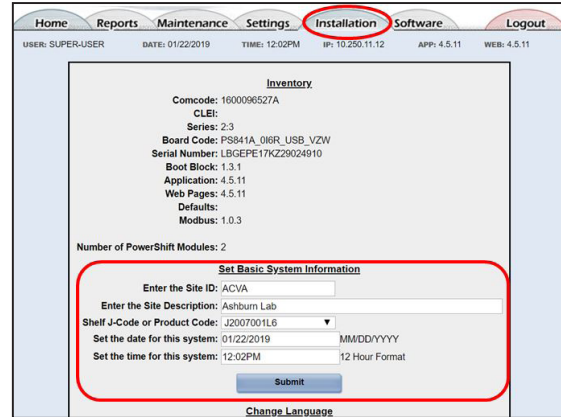 Home Reports Maintenance Settings Installation Software Logout
USER: SUPER-USER DATE: 01/22/2019 TIME: 12:02PM IP: 10.250.11.12 APP: 4.5.11 WEB: 4.5.11
Inventory
Comcode: 1600096527A
CLEI:
Series: 2:3
Board Code: PS841A_0I6R_USB_VZW
Serial Number: LBGEPE17KZ29024910
Boot Block: 1.3.1
Application: 4.5.11
Web Pages: 4.5.11
Defaults:
Modbus: 1.0.3
Number of PowerShift Modules: 2
Set Basic System Information
Enter the Site ID: ACVA
Enter the Site Description: Ashburn Lab
Shelf J-Code or Product Code: J2007001L6
Set the date for this system: 01/22/2019 MM/DD/YYYY
Set the time for this system: 12:02PM 12 Hour Format
Submit
Change Language